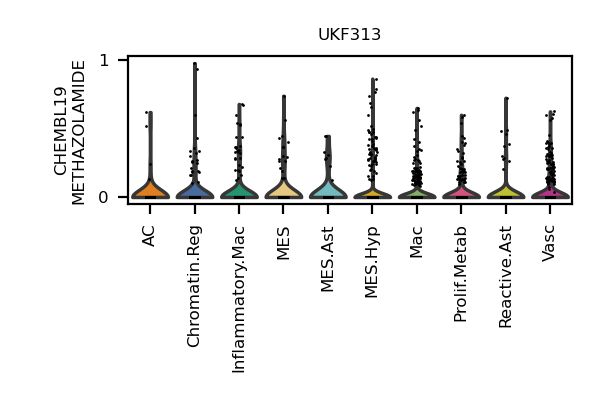 UKF313
CHEMBL19
METHAZOLAMIDE
1
0
AC
Chromatin.Reg
Inflammatory.Mac
MES
MES.Ast
MES.Hyp
Mac
Prolif.Metab
Reactive.Ast
Vasc